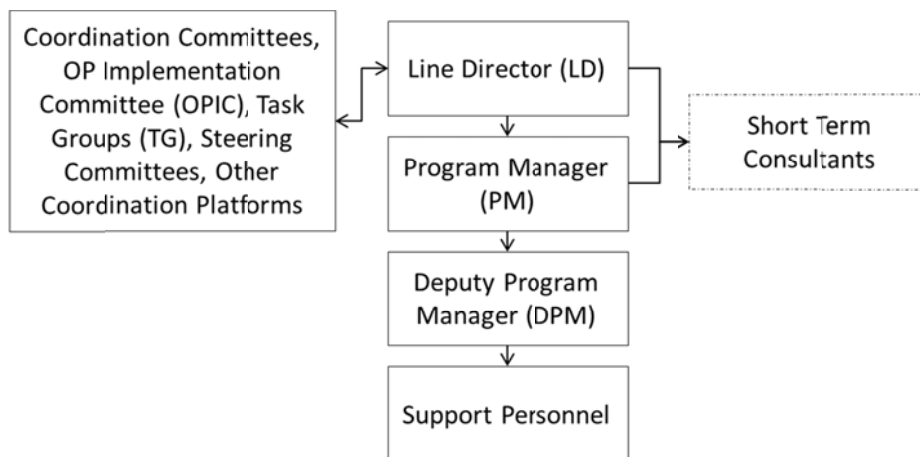 Coordination Committees,
OP Implementation
Committee (OPIC), Task
Groups (TG), Steering
Committees, Other
Coordination Platforms
Line Director (LD)
Program Manager
(PM)
Deputy Program
Manager (DPM)
Support Personnel
Short Term
Consultants